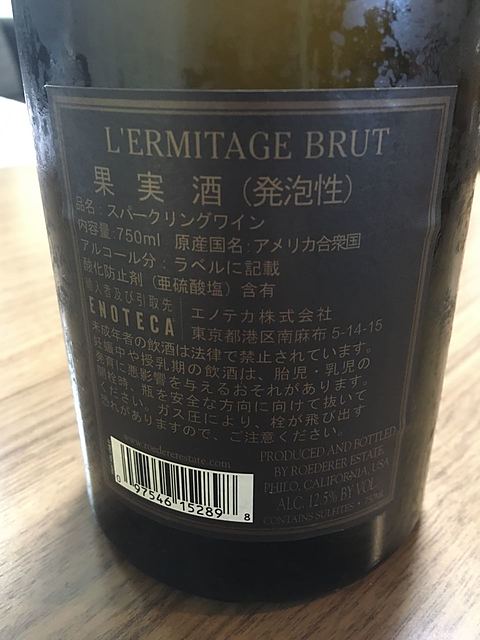 L'ERMITAGE BRUT
果実酒（発泡性）
品名：スパークリングワイン
内容量:750ml 原産国名：アメリカ合衆国
アルコール分：ラベルに記載
酸化防止剤（亜硫酸塩）含有
輸入者及び引取先
ENOTECA
エノテカ株式会社
東京都港区南麻布 5-14-15
未成年者の飲酒は法律で禁止されています。
妊娠中や授乳期の飲酒は、胎児・乳児の
発育に悪影響を与えるおそれがあります。
開栓時、瓶を安全な方向に向けて抜いて
ください。ガス圧により、栓が飛び出す
恐れがありますので、ご注意ください。
www.roedererestate.com
0 97546 15289 8
PRODUCED AND BOTTLED
BY ROEDERER ESTATE
PHILO, CALIFORNIA, USA
ALC. 12.5% BY VOL
CONTAINS SULFITES • 750ML